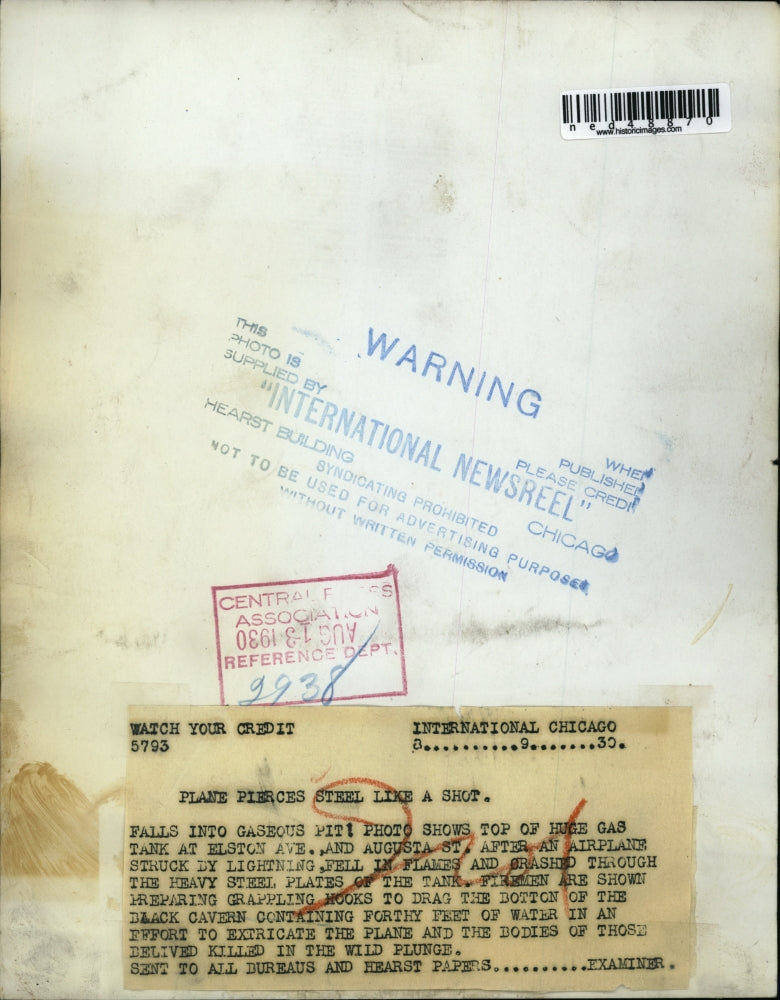 ned48870
www.historicimages.com
WARNING
THIS
PHOTO IS
SUPPLIED BY
"INTERNATIONAL NEWSREEL"
WHEN
PUBLISHED
PLEASE CREDIT
HEARST BUILDING
CHICAGO
SYNDICATING PROHIBITED
NOT TO BE USED FOR ADVERTISING PURPOSES
WITHOUT WRITTEN PERMISSION
CENTRAL
ASSOCIATION
AUG 1-3 1930
REFERENCE DEPT.
2938
WATCH YOUR CREDIT INTERNATIONAL CHICAGO
5793 8..........9.......30.
PLANE PIERCES STEEL LIKE A SHOT.
FALLS INTO GASEOUS PIT! PHOTO SHOWS TOP OF HUGE GAS
TANK AT ELSTON AVE.,AND AUGUSTA ST, AFTER AN AIRPLANE
STRUCK BY LIGHTNING,FELL IN FLAMES AND CRASHED THROUGH
THE HEAVY STEEL PLATES OF THE TANK. FIREMEN ARE SHOWN
PREPARING GRAPPLING HOOKS TO DRAG THE BOTTON OF THE
BLACK CAVERN CONTAINING FORTHY FEET OF WATER IN AN
EFFORT TO EXTRICATE THE PLANE AND THE BODIES OF THOSE
BELIVED KILLED IN THE WILD PLUNGE.
SENT TO ALL BUREAUS AND HEARST PAPERS..........EXAMINER.